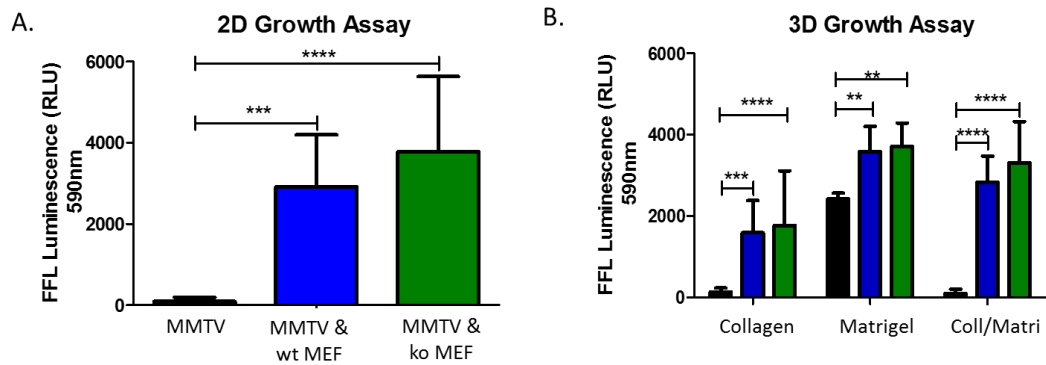 A.
2D Growth Assay
FFL Luminescence (RLU)
590nm
6000
4000
2000
0
****
***
MMTV
MMTV &
wt MEF
MMTV &
ko MEF
B.
3D Growth Assay
FFL Luminescence (RLU)
590nm
6000
4000
2000
0
****
***
**
**
****
****
Collagen
Matrigel
Coll/Matri